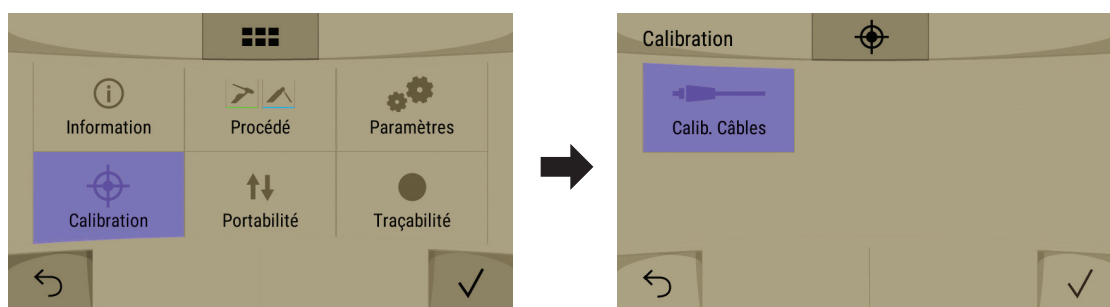 Information
Procédé
Paramètres
Calibration
Portabilité
Traçabilité
Calibration
Calib. Câbles